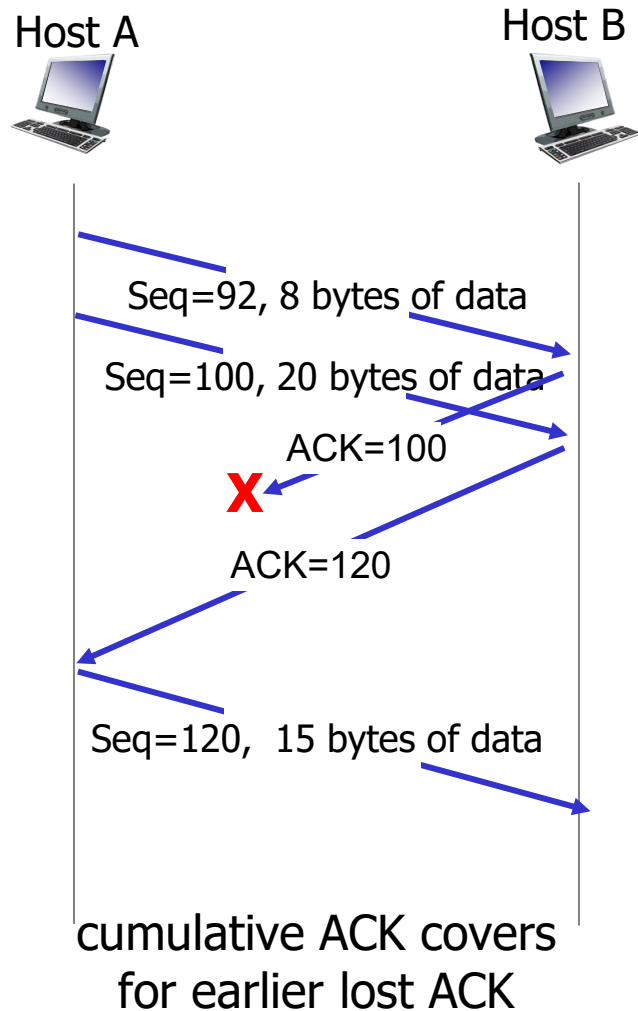 Host A
Host B
Seq=92, 8 bytes of data
Seq=100, 20 bytes of data
ACK=100
X
ACK=120
Seq=120, 15 bytes of data
cumulative ACK covers
for earlier lost ACK